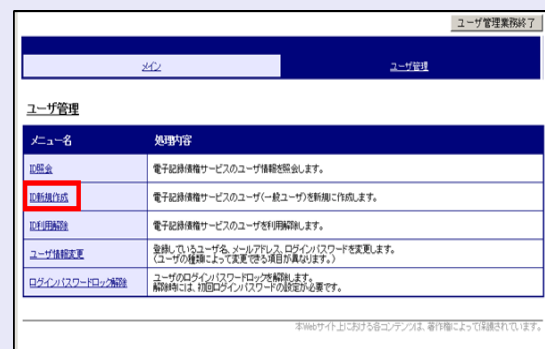 ユーザ管理業務終了
メイン ユーザ管理
ユーザ管理
メニュー名 処理内容
ID照会 電子記録債権サービスのユーザ情報を照会します。
ID新規作成 電子記録債権サービスのユーザ(一般ユーザ)を新規に作成します。
ID利用解除 電子記録債権サービスのユーザを利用解除します。
ユーザ情報変更 登録しているユーザ名、メールアドレス、ログインパスワードを変更します。
(ユーザの種類によって変更できる項目が異なります。)
ログインパスワードロック解除 ユーザのログインパスワードロックを解除します。
解除時には、初回ログインパスワードの設定が必要です。
本Webサイト上における各コンテンツは、著作権によって保護されています。